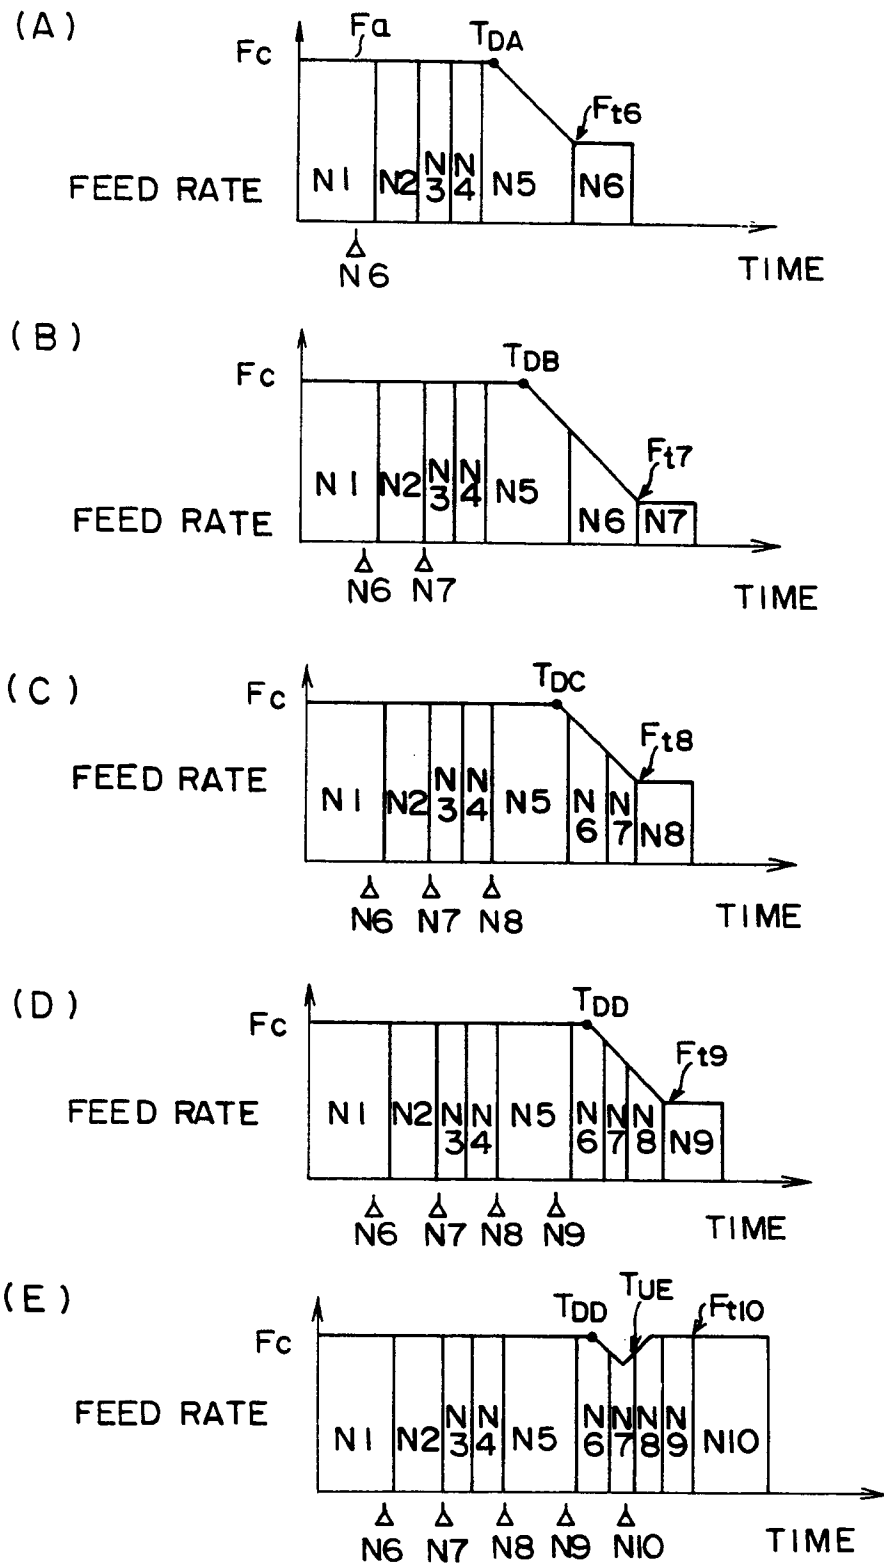 (A)
Fc
Fa
TDA
Ft6
FEED RATE
N1 N2 N3 N4 N5 N6
N6
TIME
(B)
Fc
TDB
Ft7
FEED RATE
N1 N2 N3 N4 N5 N6 N7
N6 N7
TIME
(C)
Fc
TDC
Ft8
FEED RATE
N1 N2 N3 N4 N5 N6 N7 N8
N6 N7 N8
TIME
(D)
Fc
TDD
Ft9
FEED RATE
N1 N2 N3 N4 N5 N6 N7 N8 N9
N6 N7 N8 N9
TIME
(E)
Fc
TDD
TUE
Ft10
FEED RATE
N1 N2 N3 N4 N5 N6 N7 N8 N9 N10
N6 N7 N8 N9 N10
TIME